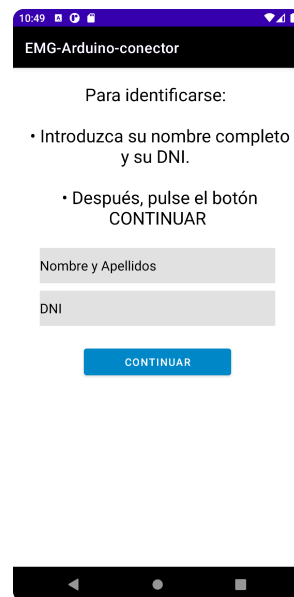 10:49
EMG-Arduino-conector
Para identificarse:
• Introduzca su nombre completo
y su DNI.
• Después, pulse el botón
CONTINUAR
Nombre y Apellidos
DNI
CONTINUAR